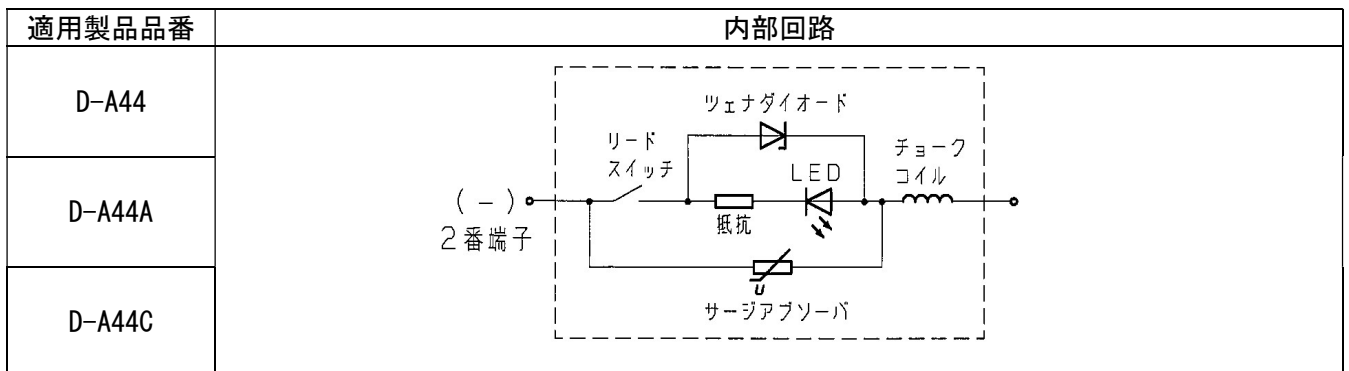 適用製品品番
内部回路
D-A44
D-A44A
D-A44C
ツェナダイオード
リード
スイッチ
LED
チョーク
コイル
(-)
2番端子
抵抗
U
サージアブソーバ